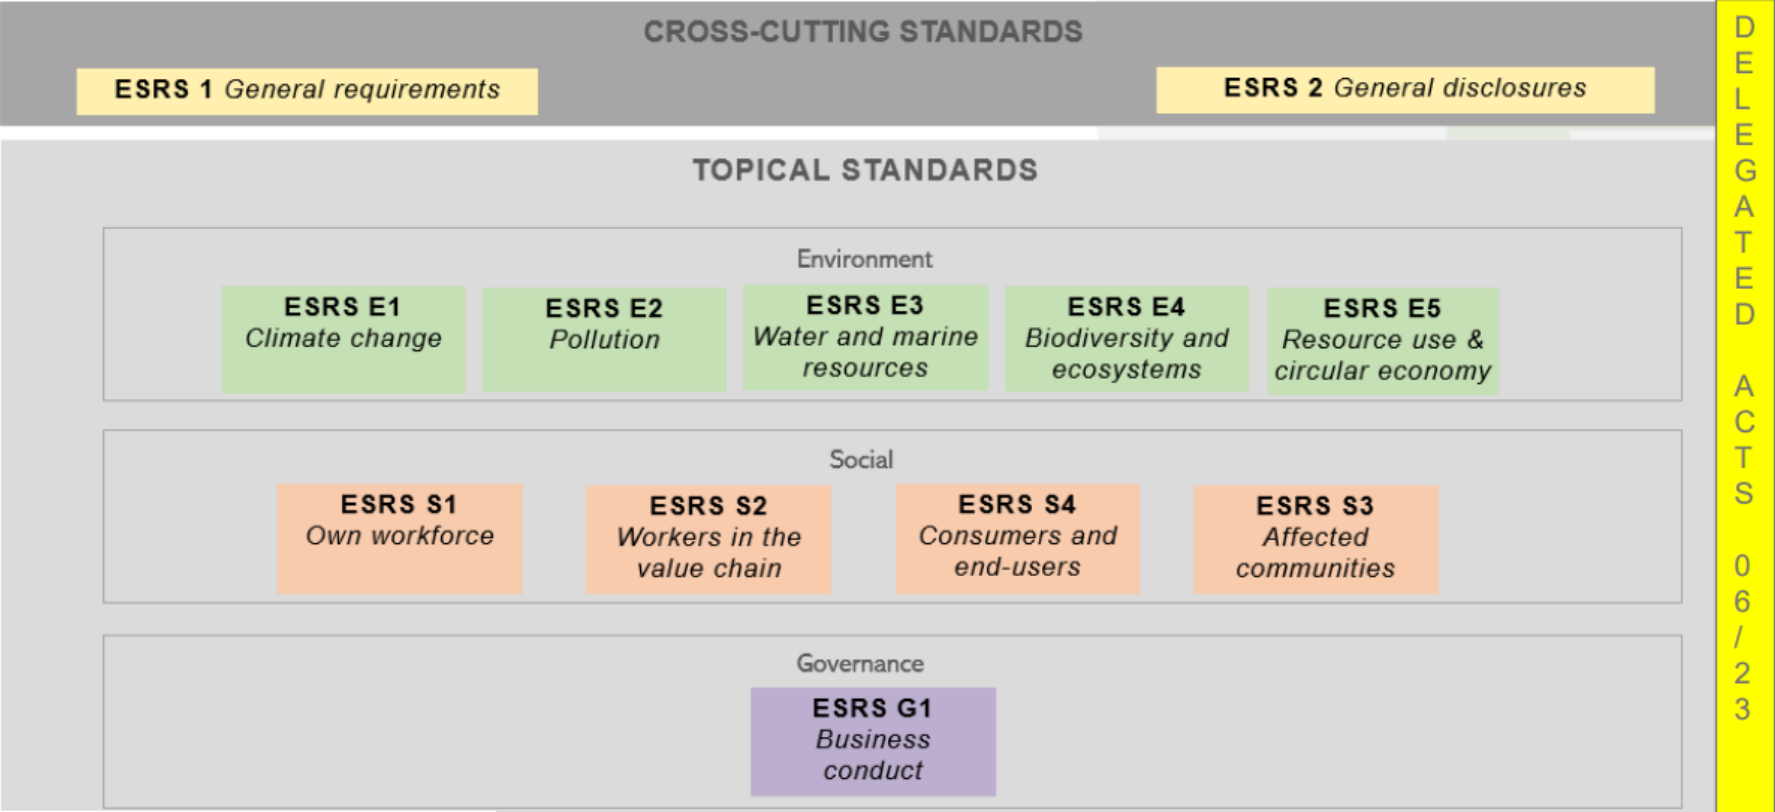 CROSS-CUTTING STANDARDS
ESRS 1 General requirements
ESRS 2 General disclosures
TOPICAL STANDARDS
Environment
ESRS E1
Climate change
ESRS E2
Pollution
ESRS E3
Water and marine
resources
ESRS E4
Biodiversity and
ecosystems
ESRS E5
Resource use &
circular economy
Social
ESRS S1
Own workforce
ESRS S2
Workers in the
value chain
ESRS S4
Consumers and
end-users
ESRS S3
Affected
communities
Governance
ESRS G1
Business
conduct
DELEGATED ACTS 06/23